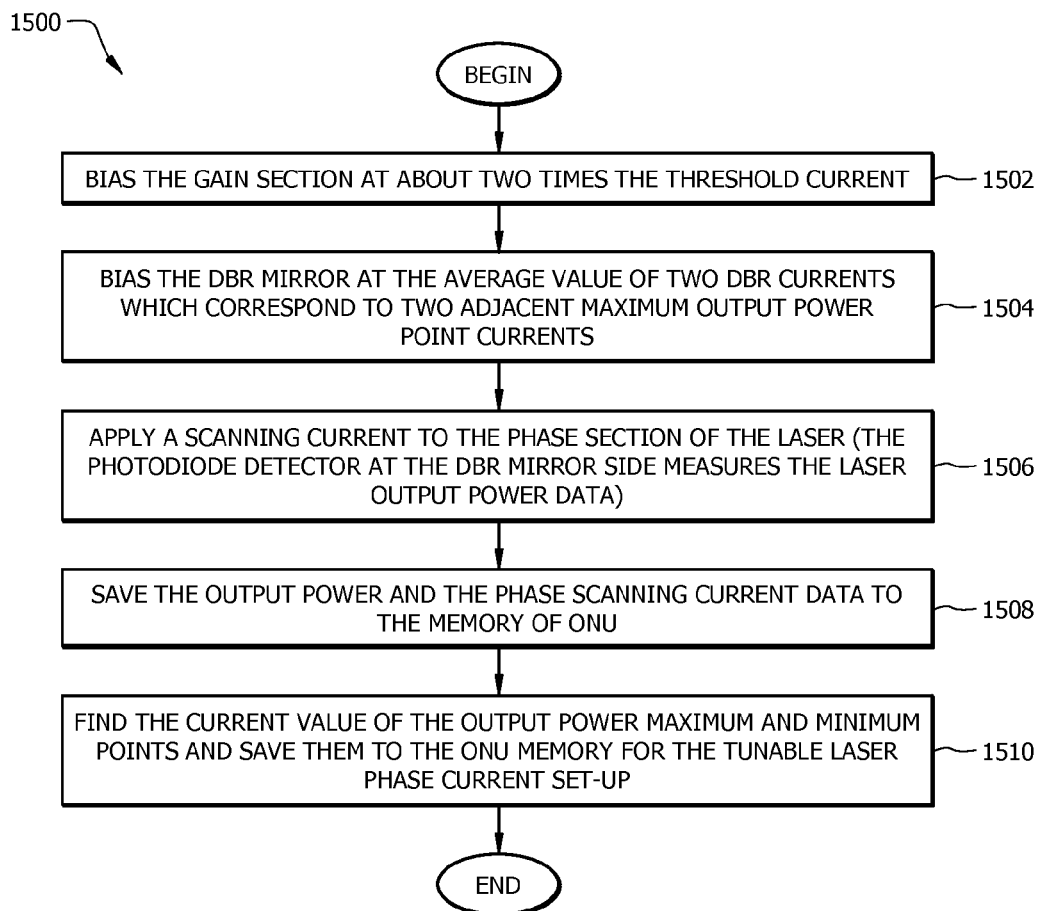 1500
BEGIN
BIAS THE GAIN SECTION AT ABOUT TWO TIMES THE THRESHOLD CURRENT
1502
BIAS THE DBR MIRROR AT THE AVERAGE VALUE OF TWO DBR CURRENTS
WHICH CORRESPOND TO TWO ADJACENT MAXIMUM OUTPUT POWER
POINT CURRENTS
1504
APPLY A SCANNING CURRENT TO THE PHASE SECTION OF THE LASER (THE
PHOTODIODE DETECTOR AT THE DBR MIRROR SIDE MEASURES THE LASER
OUTPUT POWER DATA)
1506
SAVE THE OUTPUT POWER AND THE PHASE SCANNING CURRENT DATA TO
THE MEMORY OF ONU
1508
FIND THE CURRENT VALUE OF THE OUTPUT POWER MAXIMUM AND MINIMUM
POINTS AND SAVE THEM TO THE ONU MEMORY FOR THE TUNABLE LASER
PHASE CURRENT SET-UP
1510
END